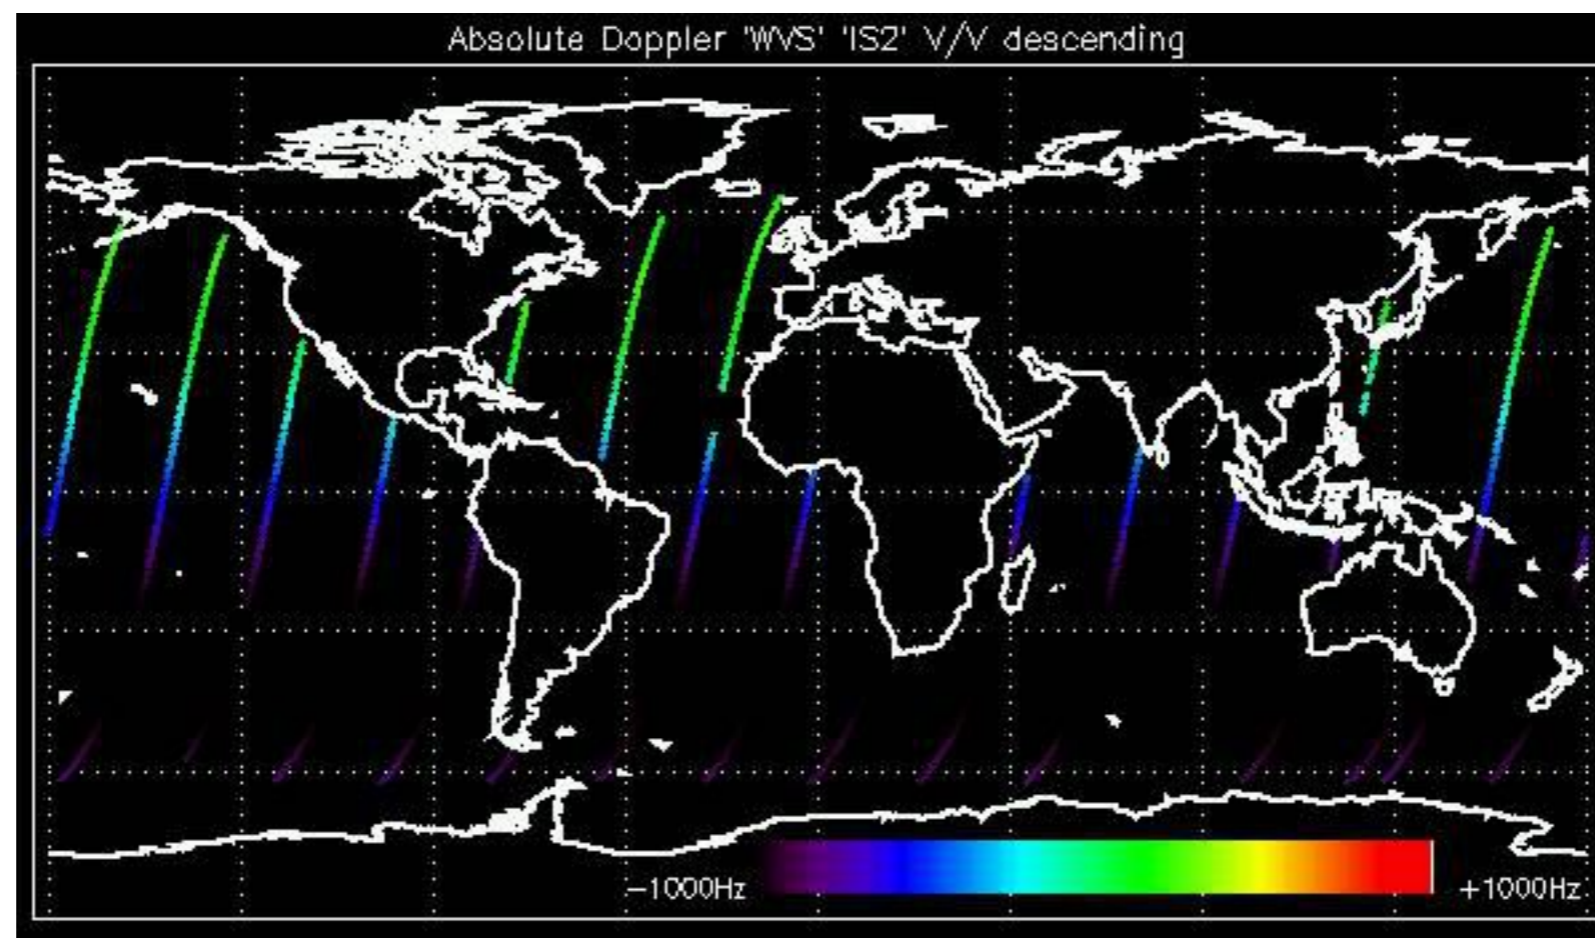 Absolute Doppler 'WVS' 'IS2' V/V descending
-1000Hz
+1000Hz